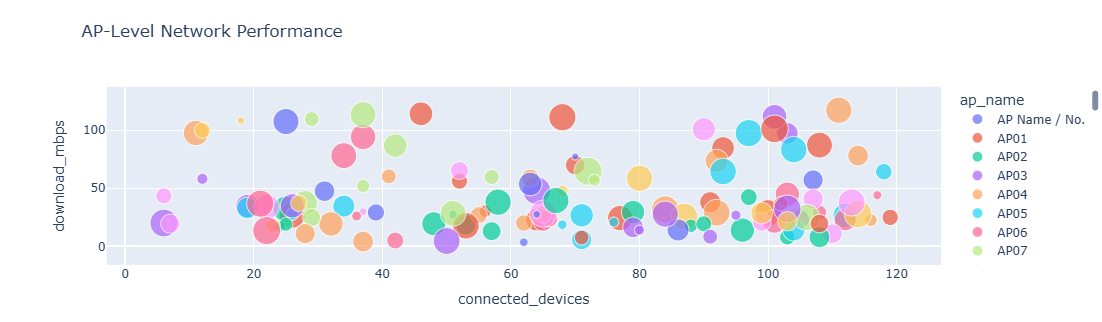 AP-Level Network Performance
ap_name
AP Name / No.
AP01
AP02
AP03
AP04
AP05
AP06
AP07
download_mbps
100
50
0
0
20
40
60
80
100
120
connected_devices